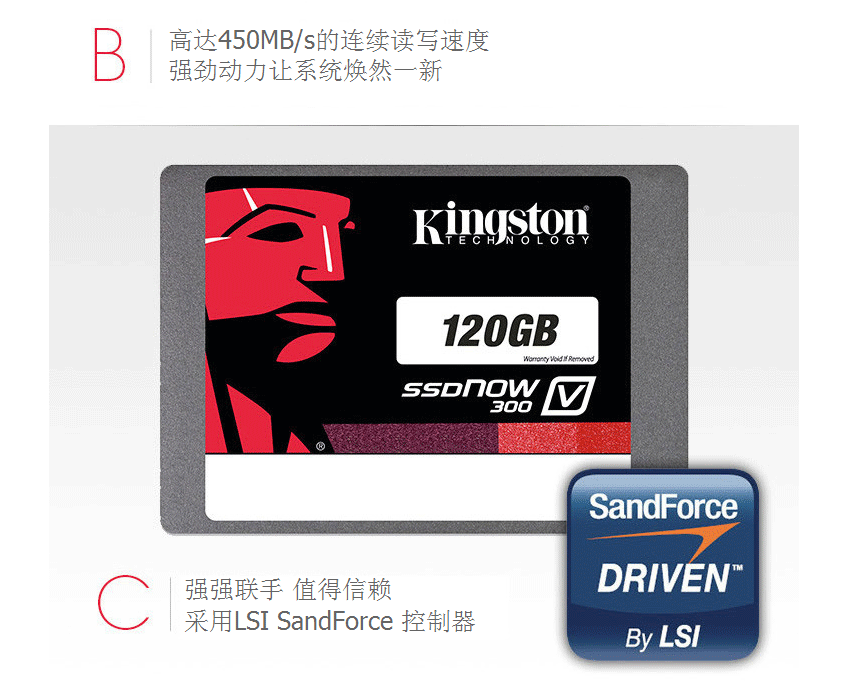 B
高达450MB/s的连续读写速度
强劲动力让系统焕然一新
Kingston®
TECHNOLOGY
120GB
Warranty Void If Removed
SSDNOW
300
V
®
SandForce
DRIVEN™
By LSI
C
强强联手 值得信赖
采用LSI SandForce 控制器